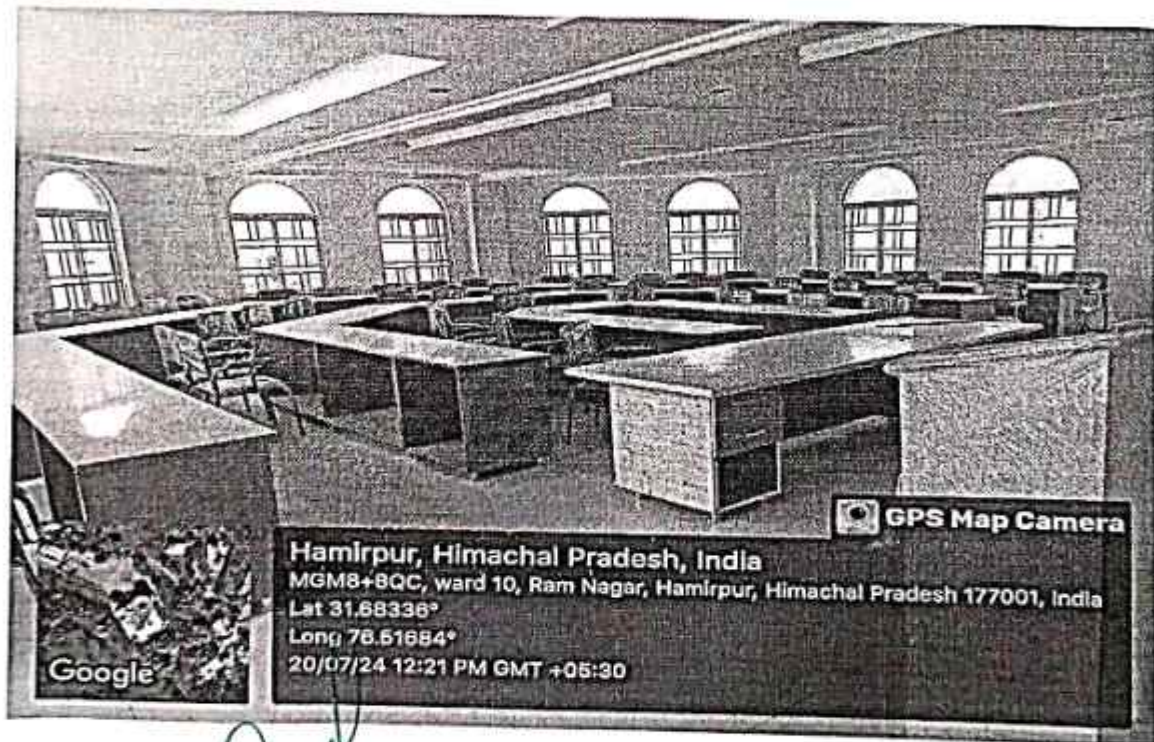 GPS Map Camera
Hamirpur, Himachal Pradesh, India
MGM8+8QC, ward 10, Ram Nagar, Hamirpur, Himachal Pradesh 177001, India
Lat 31.68336°
Long 76.51684°
20/07/24 12:21 PM GMT +05:30
Google